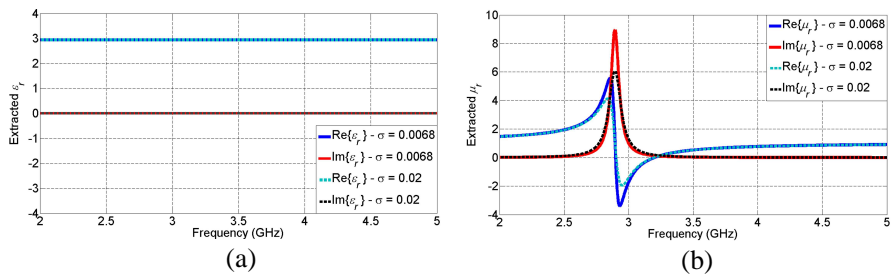 4
3
2
1
0
-1
-2
-3
-4
Extracted εr
Re{εr} - σ = 0.0068
Im{εr} - σ = 0.0068
Re{εr} - σ = 0.02
Im{εr} - σ = 0.02
2 2.5 3 3.5 4 4.5 5
Frequency (GHz)
(a)
10
8
6
4
2
0
-2
-4
Extracted μr
Re{μr} - σ = 0.0068
Im{μr} - σ = 0.0068
Re{μr} - σ = 0.02
Im{μr} - σ = 0.02
2 2.5 3 3.5 4 4.5 5
Frequency (GHz)
(b)